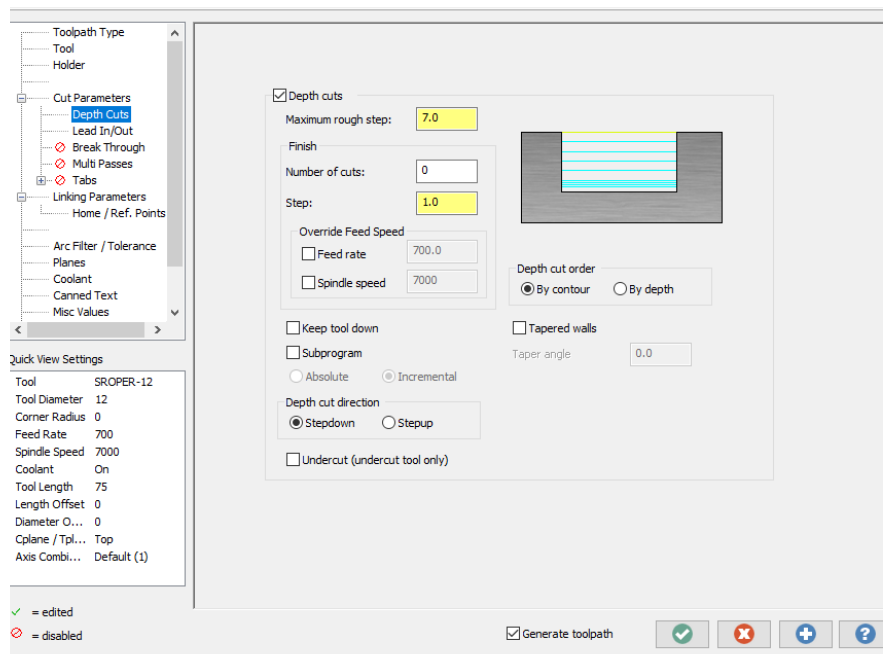 Toolpath Type
Tool
Holder
Cut Parameters
Depth Cuts
Lead In/Out
Break Through
Multi Passes
Tabs
Linking Parameters
Home / Ref. Points
Arc Filter / Tolerance
Planes
Coolant
Canned Text
Misc Values
Quick View Settings
Tool SROPER-12
Tool Diameter 12
Corner Radius 0
Feed Rate 700
Spindle Speed 7000
Coolant On
Tool Length 75
Length Offset 0
Diameter O... 0
Cplane / Tpl... Top
Axis Combi... Default (1)
= edited
= disabled
Depth cuts
Maximum rough step: 7.0
Finish
Number of cuts: 0
Step: 1.0
Override Feed Speed
Feed rate 700.0
Spindle speed 7000
Depth cut order
By contour By depth
Keep tool down
Tapered walls
Subprogram
Taper angle 0.0
Absolute Incremental
Depth cut direction
Stepdown Stepup
Undercut (undercut tool only)
Generate toolpath